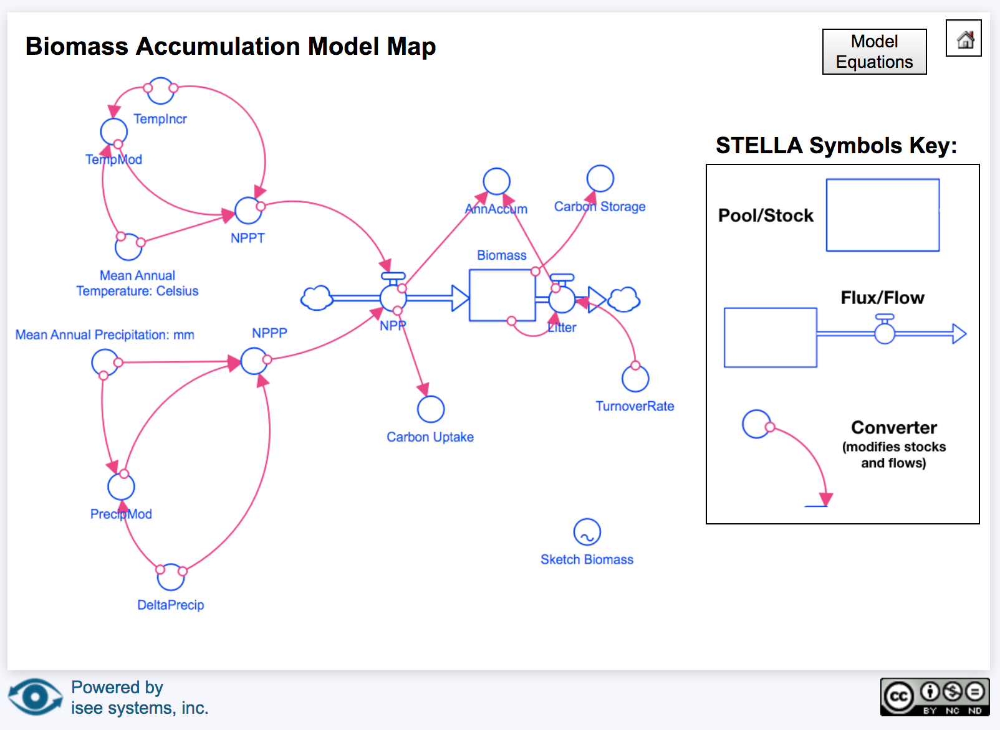 Biomass Accumulation Model Map
Model
Equations
TempIncr
TempMod
NPPT
Mean Annual
Temperature: Celsius
AnnAccum
Carbon Storage
Biomass
NPP
Litter
Mean Annual Precipitation: mm
NPPP
TurnoverRate
Carbon Uptake
PrecipMod
Sketch Biomass
DeltaPrecip
STELLA Symbols Key:
Pool/Stock
Flux/Flow
Converter
(modifies stocks
and flows)
Powered by
isee systems, inc.
cc
BY NC ND